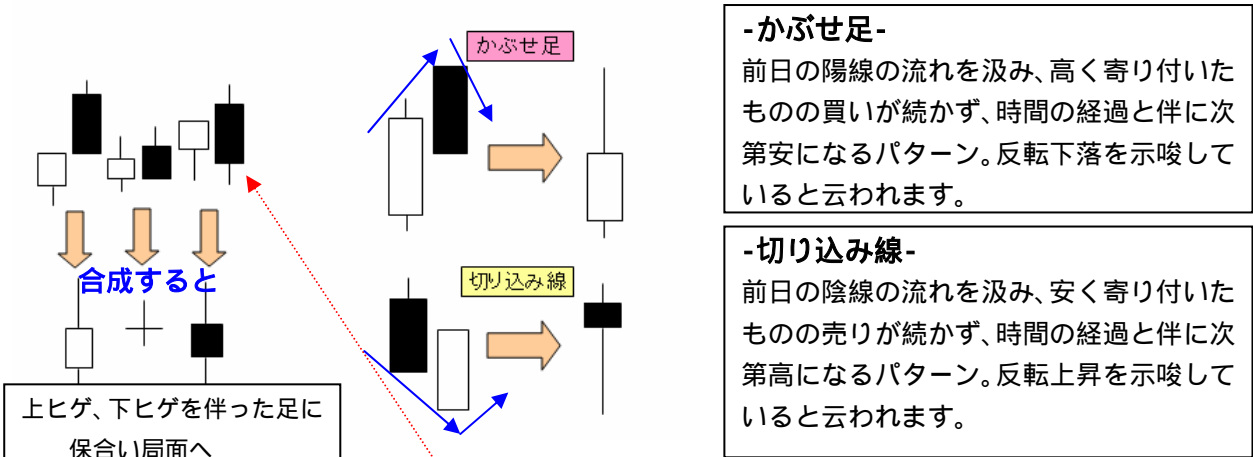 かぶせ足
合成すると
切り込み線
上ヒゲ、下ヒゲを伴った足に
保合い局面へ
-かぶせ足-
前日の陽線の流れを汲み、高く寄り付いた
ものの買いが続かず、時間の経過と伴に次
第安になるパターン。反転下落を示唆して
いると云われます。
-切り込み線-
前日の陰線の流れを汲み、安く寄り付いた
ものの売りが続かず、時間の経過と伴に次
第高になるパターン。反転上昇を示唆して
いると云われます。